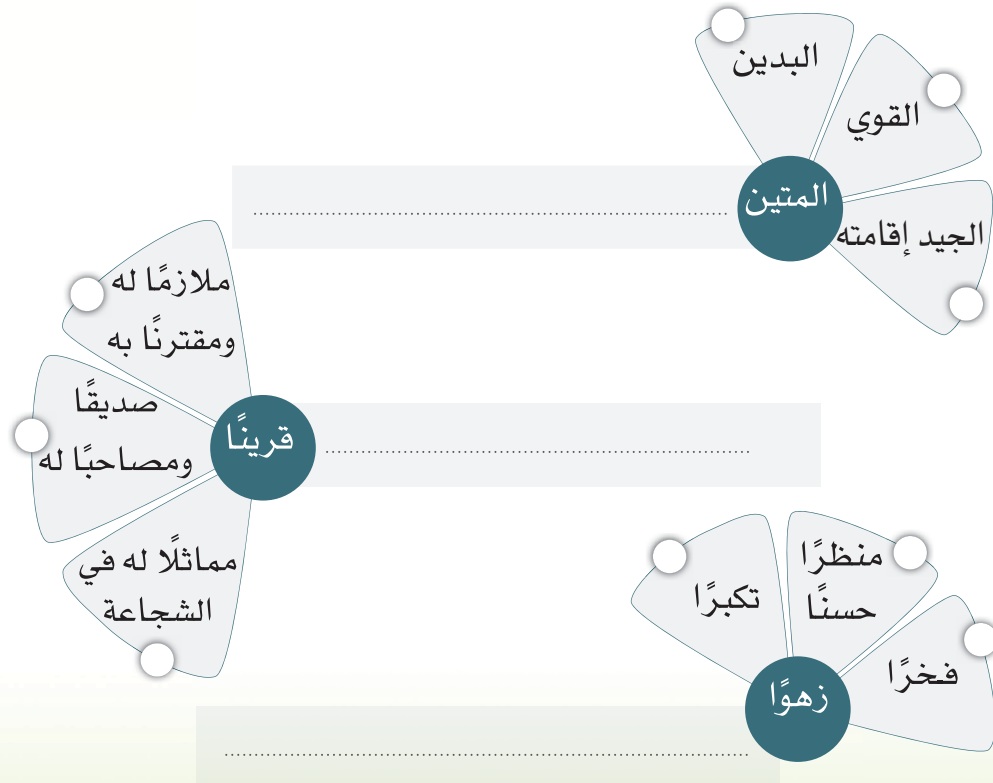 البدين
القوي
المتين
الجيد إقامته
ملازمًا له
ومقترنًا به
صديقًا
ومصاحبًا له
قرينًا
مماثلًا له في
الشجاعة
منظرًا
حسنًا
تكبرًا
فخرًا
زهوًا